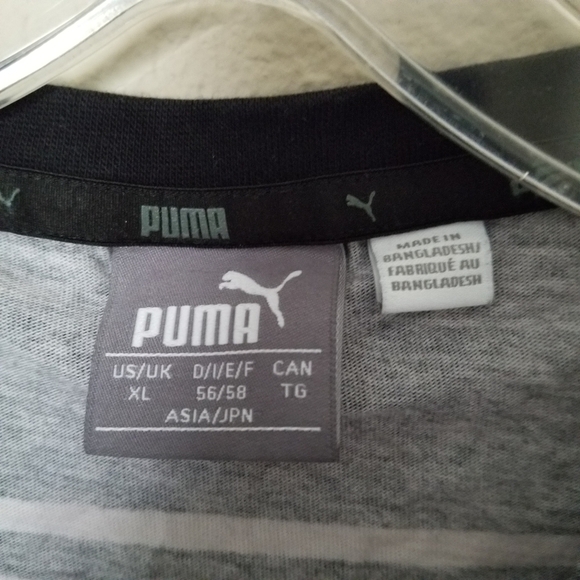 PUMA
MADE IN
BANGLADESH/
FABRIQUÉ AU
BANGLADESH
PUMA
US/UK D/I/E/F CAN
XL 56/58 TG
ASIA/JPN